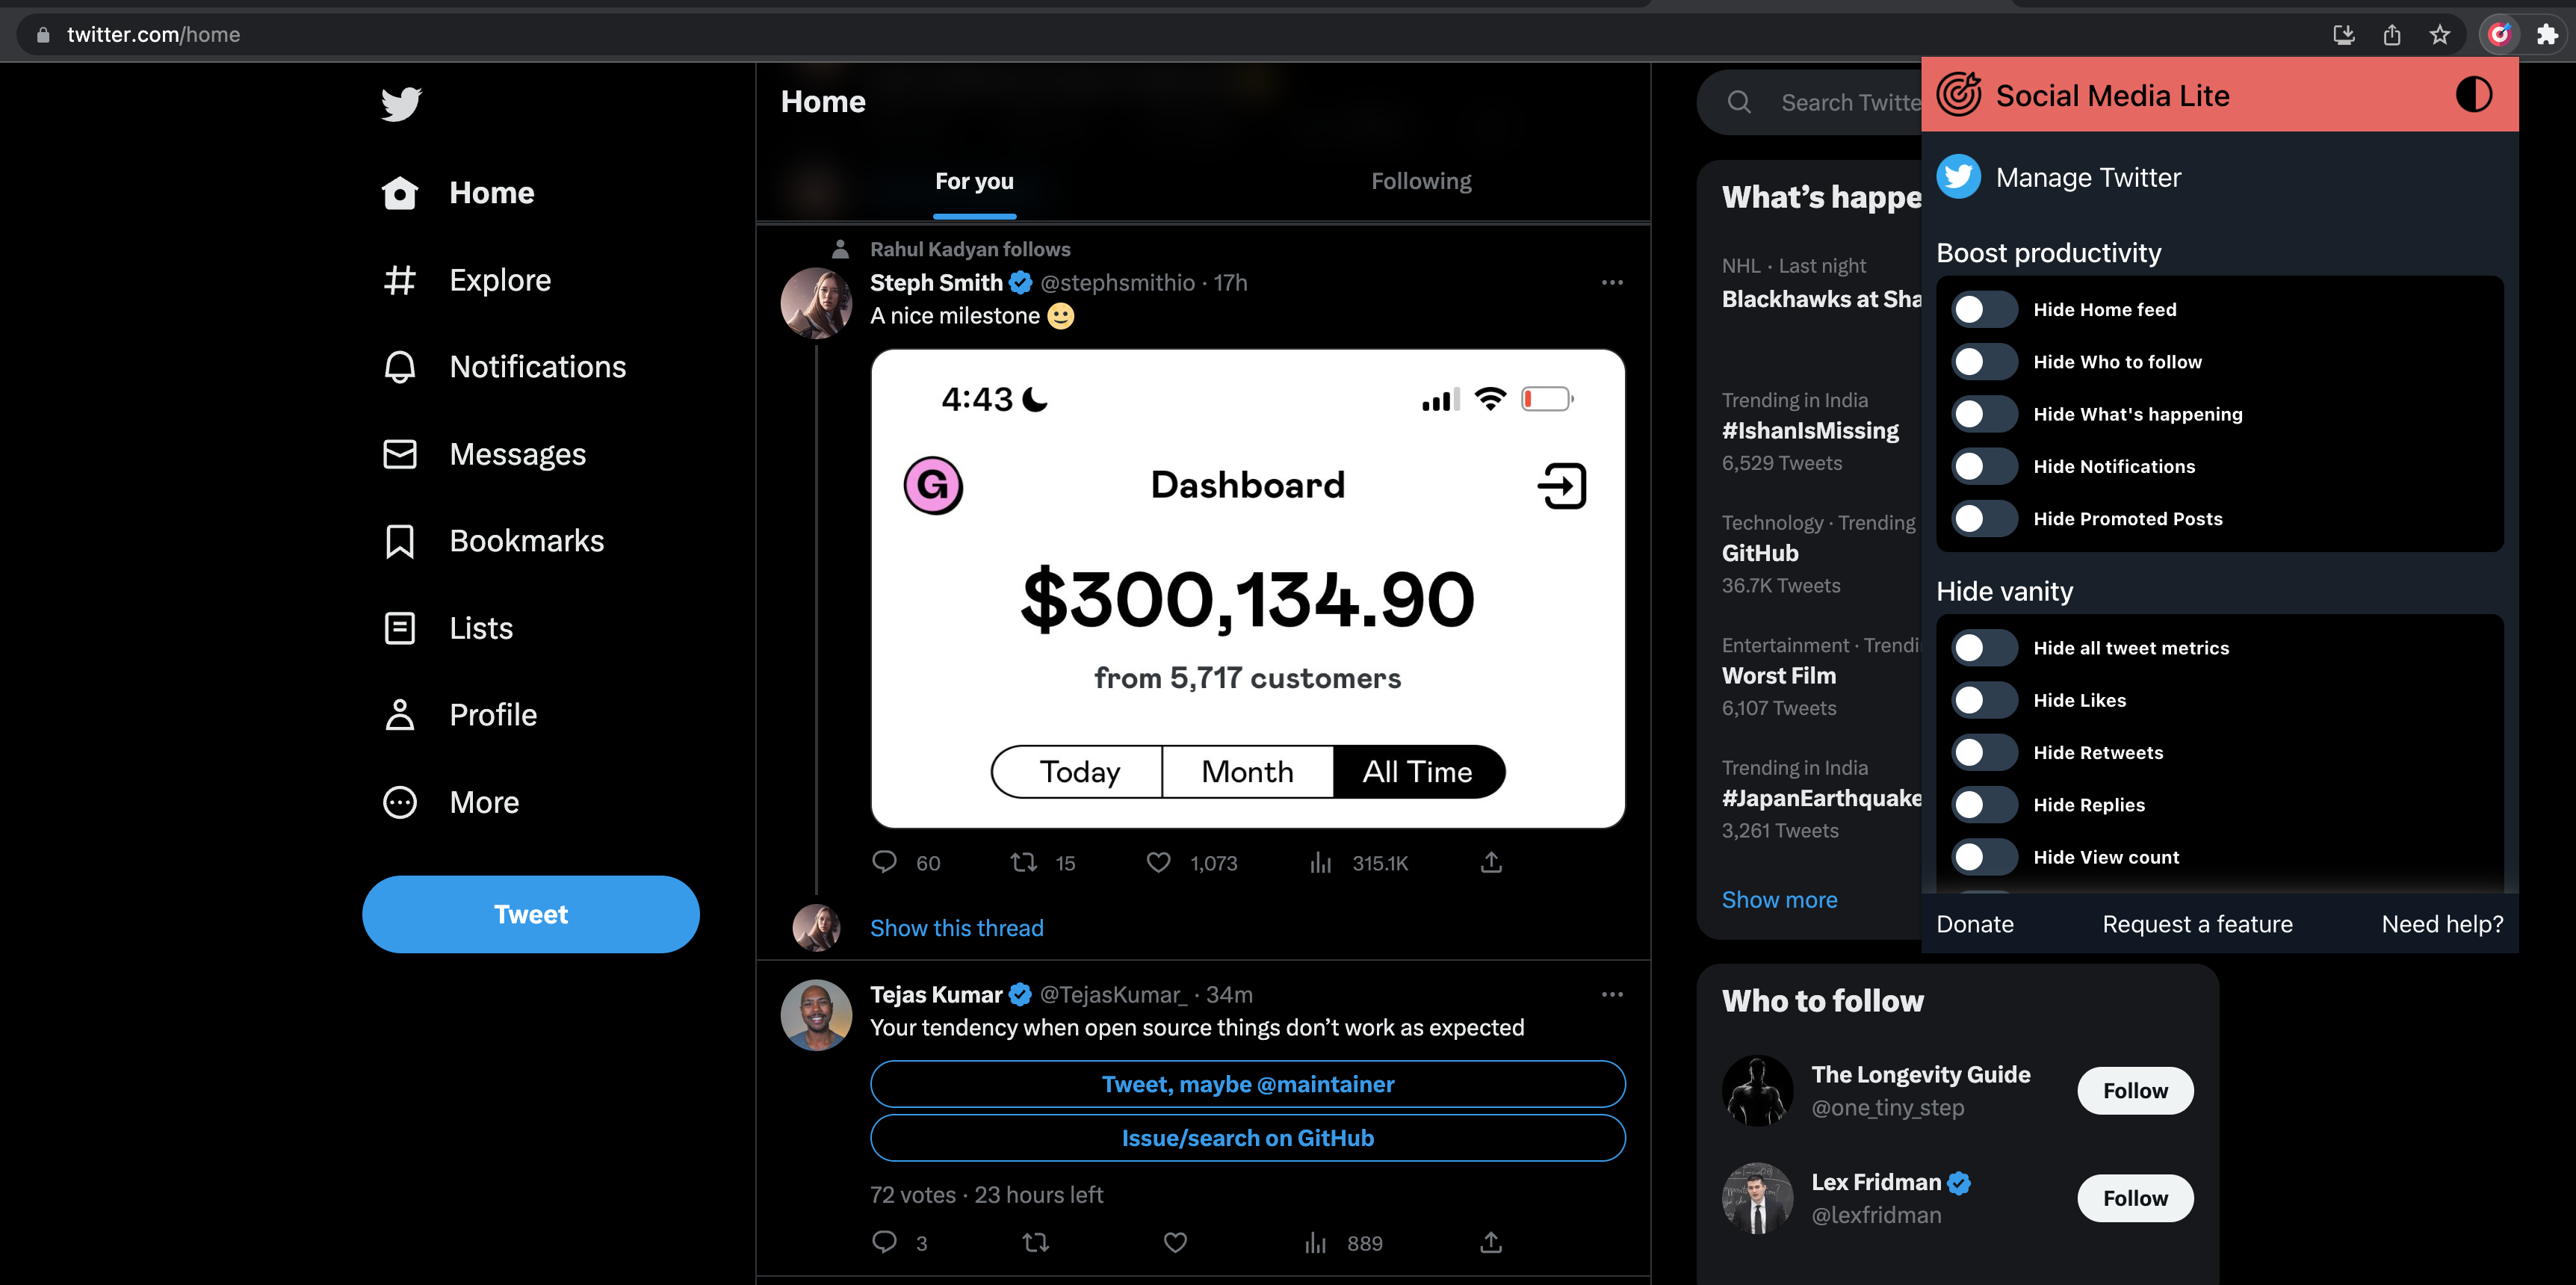 twitter.com/home
Home
Explore
Notifications
Messages
Bookmarks
Lists
Profile
More
Tweet
Home
For you
Following
Rahul Kadyan follows
Steph Smith @stephsmithio · 17h
A nice milestone 🙂
4:43
G
Dashboard
$300,134.90
from 5,717 customers
Today
Month
All Time
60
15
1,073
315.1K
Show this thread
Tejas Kumar @TejasKumar_ · 34m
Your tendency when open source things don’t work as expected
Tweet, maybe @maintainer
Issue/search on GitHub
72 votes · 23 hours left
3
889
Search Twitte
What’s happe
NHL · Last night
Blackhawks at Sha
Trending in India
#IshanIsMissing
6,529 Tweets
Technology · Trending
GitHub
36.7K Tweets
Entertainment · Trendi
Worst Film
6,107 Tweets
Trending in India
#JapanEarthquake
3,261 Tweets
Show more
Who to follow
The Longevity Guide
@one_tiny_step
Follow
Lex Fridman
@lexfridman
Follow
Social Media Lite
Manage Twitter
Boost productivity
Hide Home feed
Hide Who to follow
Hide What's happening
Hide Notifications
Hide Promoted Posts
Hide vanity
Hide all tweet metrics
Hide Likes
Hide Retweets
Hide Replies
Hide View count
Donate
Request a feature
Need help?